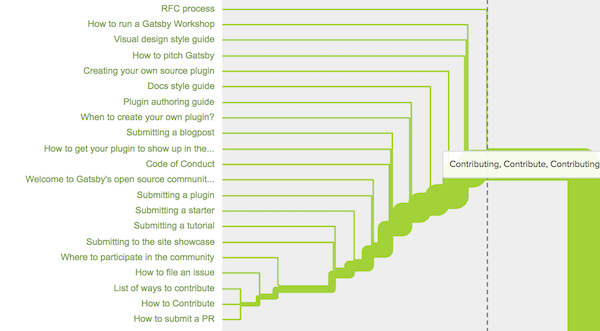 RFC process
How to run a Gatsby Workshop
Visual design style guide
How to pitch Gatsby
Creating your own source plugin
Docs style guide
Plugin authoring guide
When to create your own plugin?
Submitting a blogpost
How to get your plugin to show up in the...
Code of Conduct
Contributing, Contribute, Contributing
Welcome to Gatsby's open source communit...
Submitting a plugin
Submitting a starter
Submitting a tutorial
Submitting to the site showcase
Where to participate in the community
How to file an issue
List of ways to contribute
How to Contribute
How to submit a PR